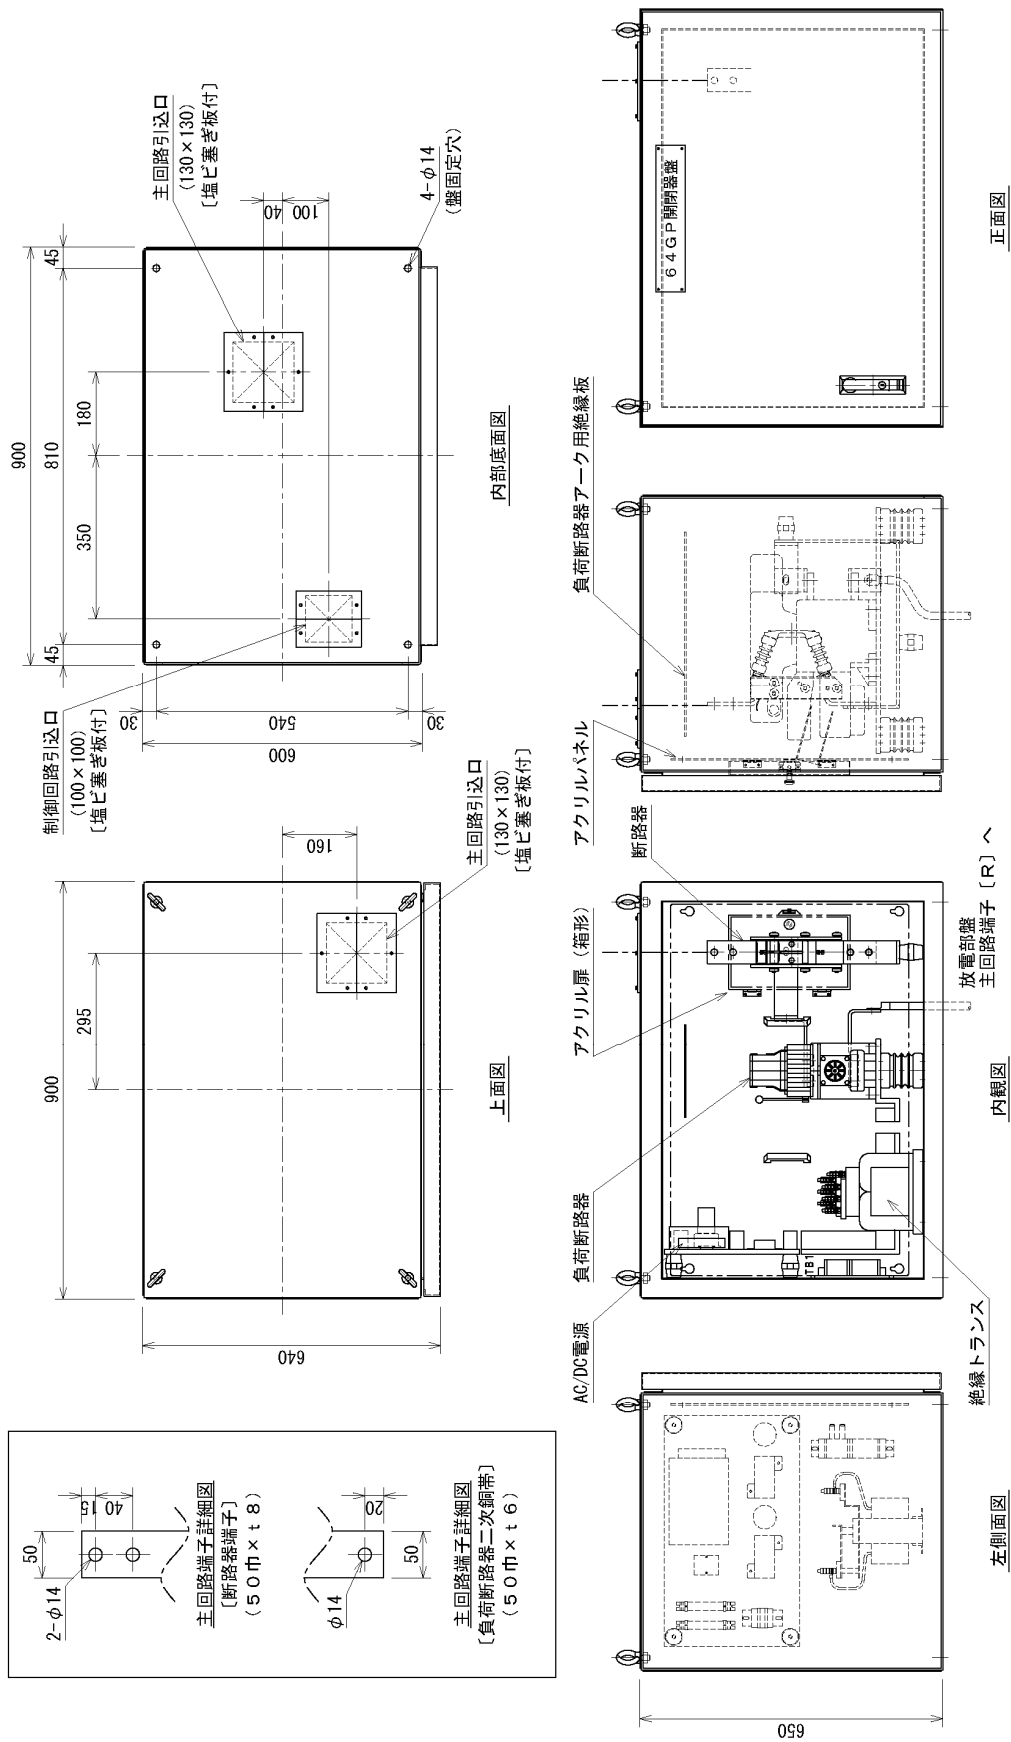 2-φ14
50
15
40
主回路端子詳細図
[断路器端子]
(50巾×t8)
φ14
20
50
主回路端子詳細図
[負荷断路器二次銅帯]
(50巾×t6)
900
295
640
160
主回路引込口
(130×130)
[塩ビ塞ぎ板付]
上面図
900
45
810
45
350
180
制御回路引込口
(100×100)
[塩ビ塞ぎ板付]
30
540
30
600
主回路引込口
(130×130)
[塩ビ塞ぎ板付]
40
100
4-φ14
(盤固定穴)
内部底面図
650
左側面図
AC/DC電源
負荷断路器
アクリル扉(箱形)
断路器
TB1
絶縁トランス
放電部盤
主回路端子[R]へ
内観図
アクリルパネル
負荷断路器アーク用絶縁板
64GP開閉器盤
正面図